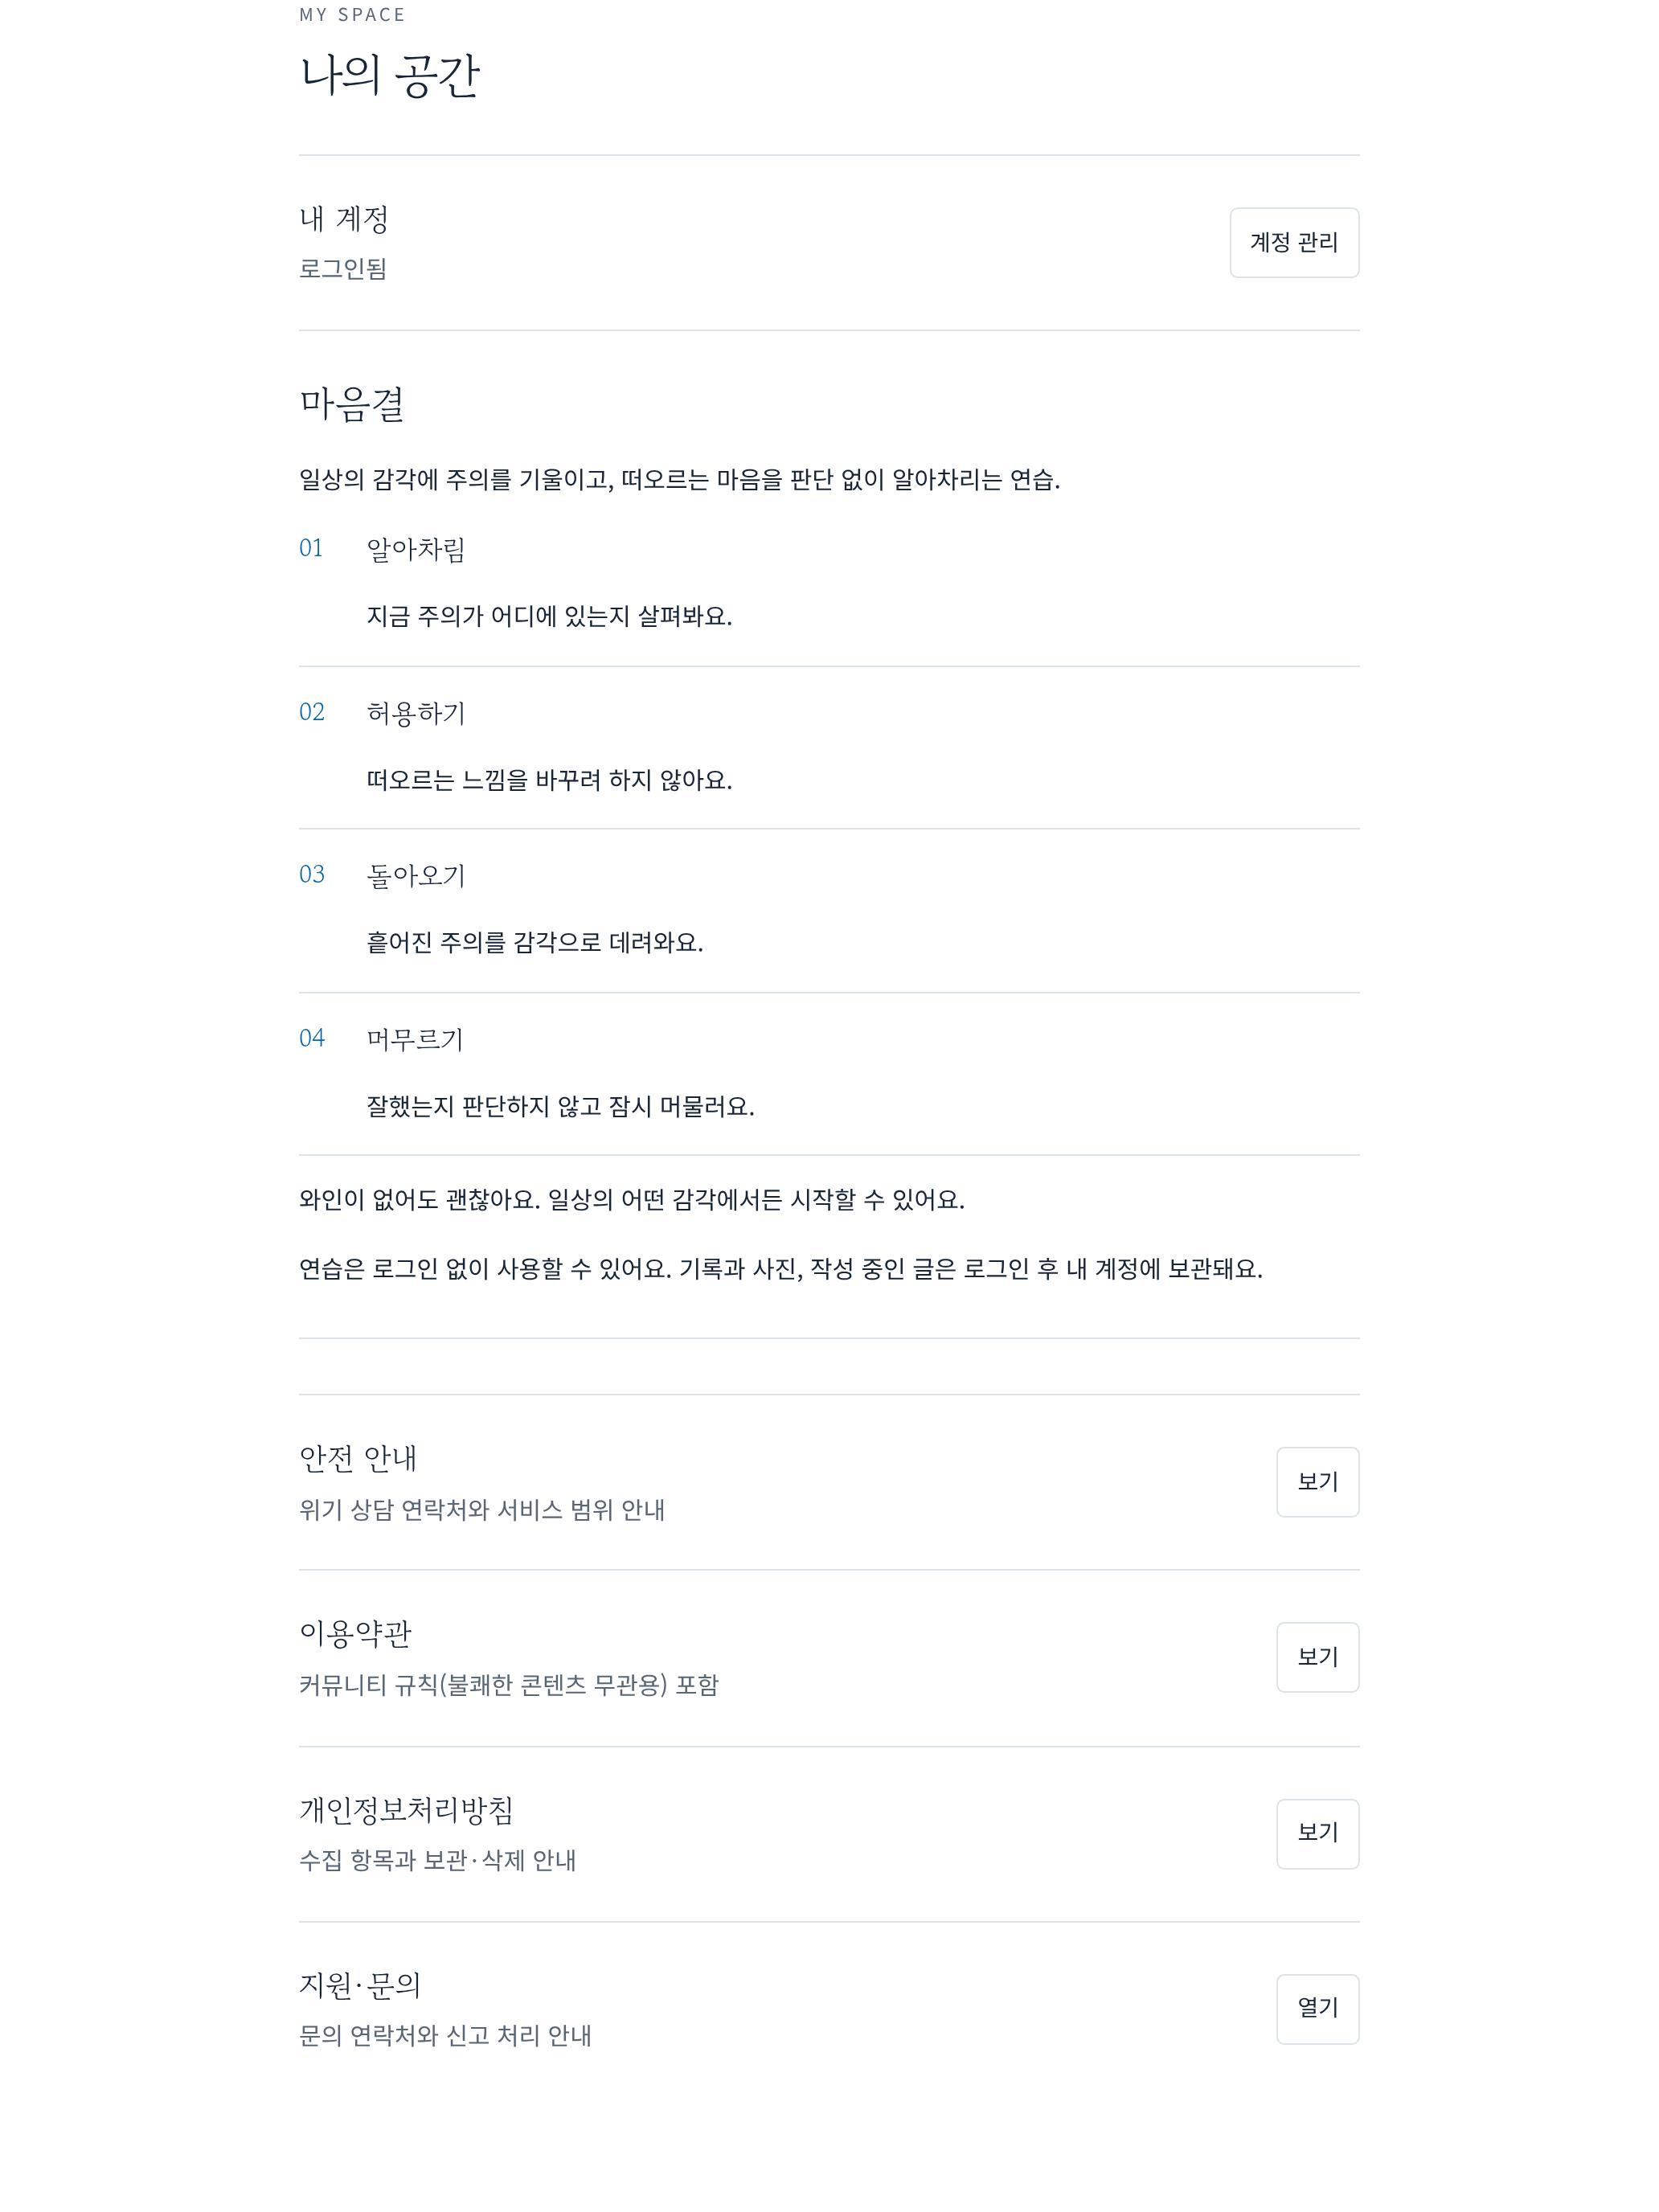 MY SPACE
나의 공간
내 계정
로그인됨
계정 관리
마음결
일상의 감각에 주의를 기울이고, 떠오르는 마음을 판단 없이 알아차리는 연습.
01 알아차림
지금 주의가 어디에 있는지 살펴봐요.
02 허용하기
떠오르는 느낌을 바꾸려 하지 않아요.
03 돌아오기
흩어진 주의를 감각으로 데려와요.
04 머무르기
잘했는지 판단하지 않고 잠시 머물러요.
와인이 없어도 괜찮아요. 일상의 어떤 감각에서든 시작할 수 있어요.
연습은 로그인 없이 사용할 수 있어요. 기록과 사진, 작성 중인 글은 로그인 후 내 계정에 보관돼요.
안전 안내
위기 상담 연락처와 서비스 범위 안내
보기
이용약관
커뮤니티 규칙(불쾌한 콘텐츠 무관용) 포함
보기
개인정보처리방침
수집 항목과 보관·삭제 안내
보기
지원·문의
문의 연락처와 신고 처리 안내
열기